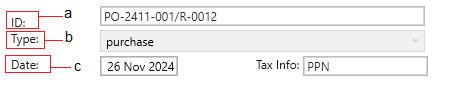 ID: a PO-2411-001/R-0012
Type: b purchase
Date: c 26 Nov 2024 Tax Info: PPN